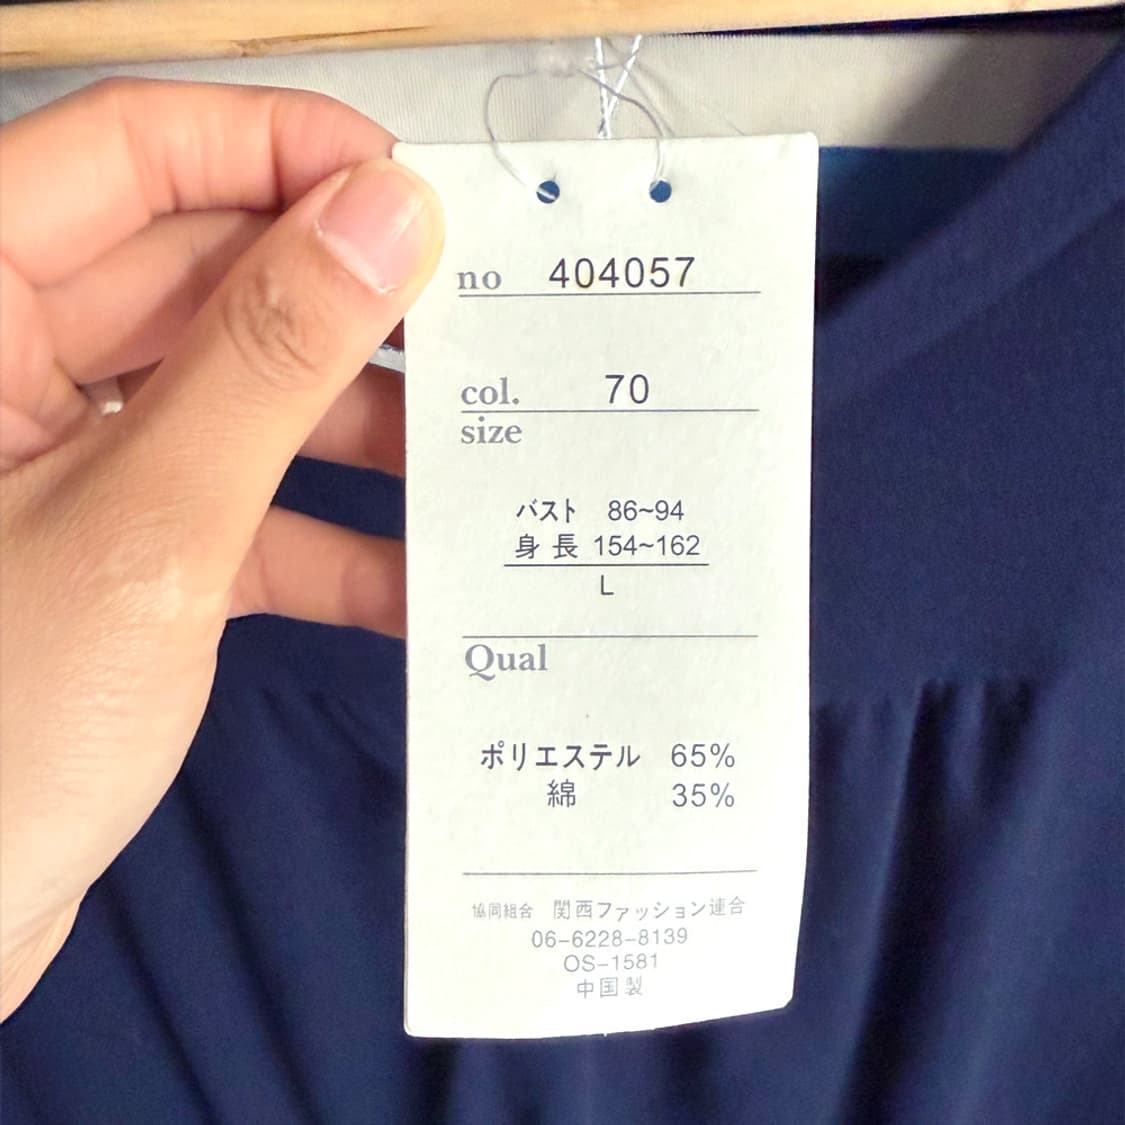 no 404057
col. 70
size
バスト 86~94
身長 154~162
L
Qual
ポリエステル 65%
綿 35%
協同組合 関西ファッション連合
06-6228-8139
OS-1581
中国製